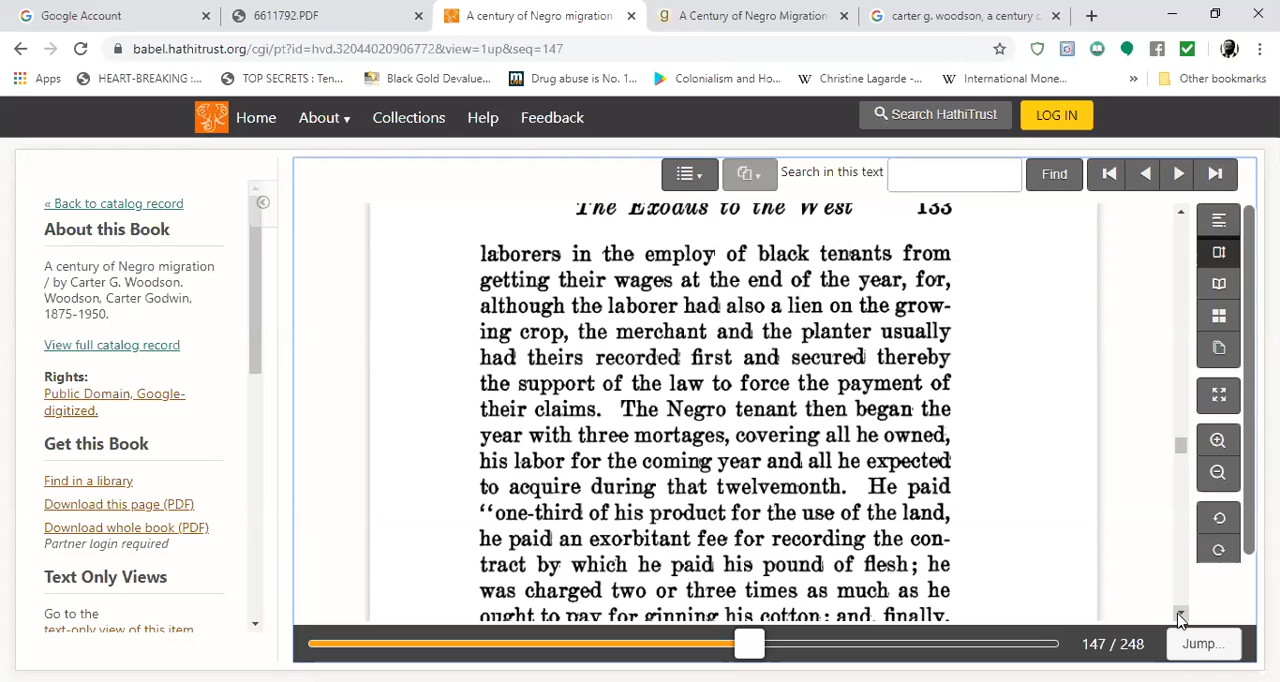 Google Account
6611792.PDF
A century of Negro migration
A Century of Negro Migration
carter g. woodson, a century c
babel.hathitrust.org/cgi/pt?id=hvd.32044020906772&view=1up&seq=147
Apps
HEART-BREAKING :...
TOP SECRETS : Ten...
Black Gold Devalue...
Drug abuse is No. 1...
Colonialism and Ho...
Christine Lagarde -...
International Mone...
»
Other bookmarks
Home
About
Collections
Help
Feedback
Search HathiTrust
LOG IN
« Back to catalog record
About this Book
A century of Negro migration
/ by Carter G. Woodson.
Woodson, Carter Godwin,
1875-1950.
View full catalog record
Rights:
Public Domain, Google-
digitized.
Get this Book
Find in a library
Download this page (PDF)
Download whole book (PDF)
Partner login required
Text Only Views
Go to the
text-only view of this item
Search in this text
Find
The Exodus to the West 133
laborers in the employ of black tenants from
getting their wages at the end of the year, for,
although the laborer had also a lien on the grow-
ing crop, the merchant and the planter usually
had theirs recorded first and secured thereby
the support of the law to force the payment of
their claims. The Negro tenant then began the
year with three mortages, covering all he owned,
his labor for the coming year and all he expected
to acquire during that twelvemonth. He paid
“one-third of his product for the use of the land,
he paid an exorbitant fee for recording the con-
tract by which he paid his pound of flesh; he
was charged two or three times as much as he
ought to pay for ginning his cotton; and, finally,
147 / 248
Jump...